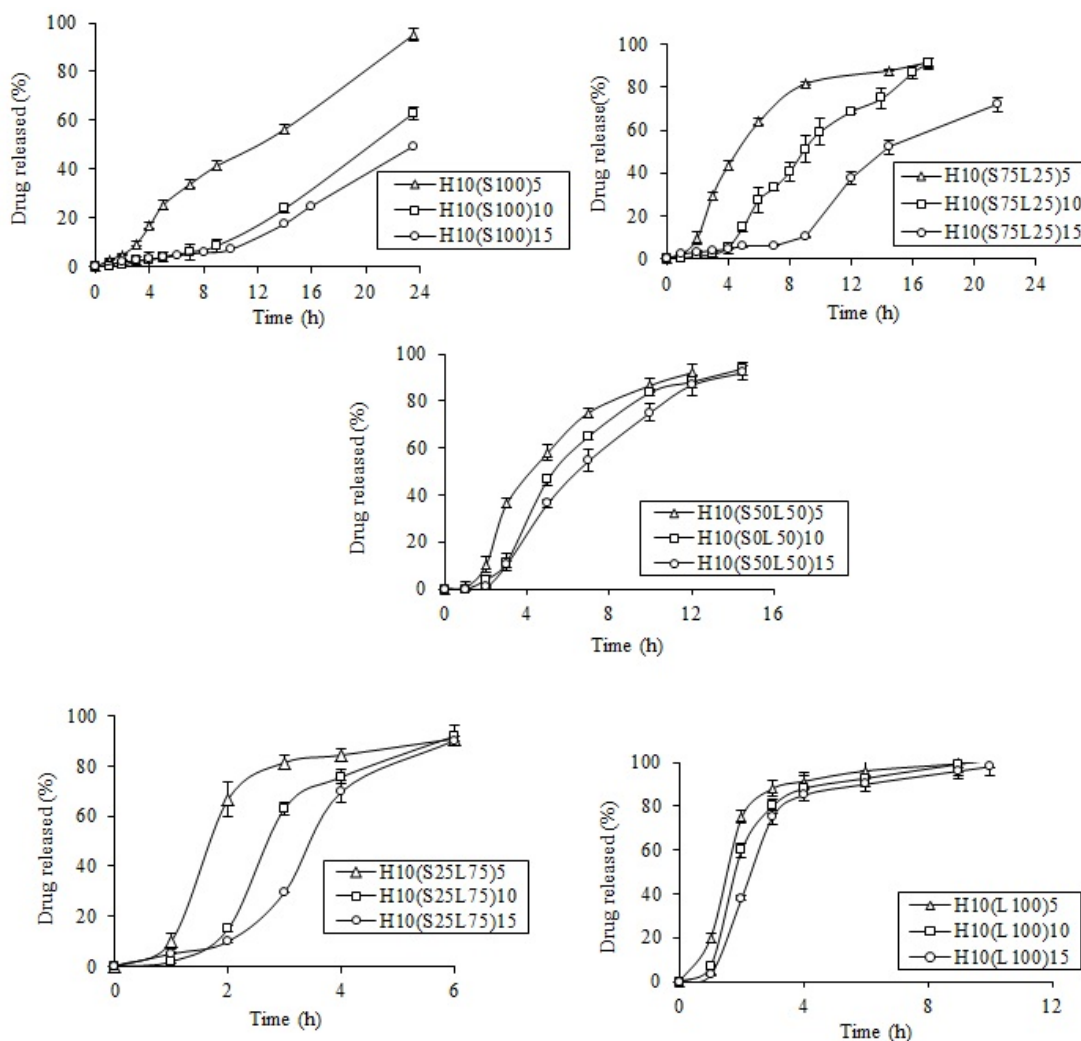 100
80
60
40
20
0
Drug released (%)
0 4 8 12 16 20 24
Time (h)
H10(S100)5
H10(S100)10
H10(S100)15
100
80
60
40
20
0
Drug release(%)
0 4 8 12 16 20 24
Time (h)
H10(S75L25)5
H10(S75L25)10
H10(S75L25)15
100
80
60
40
20
0
Drug released (%)
0 4 8 12 16
Time (h)
H10(S50L50)5
H10(S0L50)10
H10(S50L50)15
100
80
60
40
20
0
Drug released (%)
0 2 4 6
Time (h)
H10(S25L75)5
H10(S25L75)10
H10(S25L75)15
100
80
60
40
20
0
Drug released (%)
0 4 8 12
Time (h)
H10(L100)5
H10(L100)10
H10(L100)15